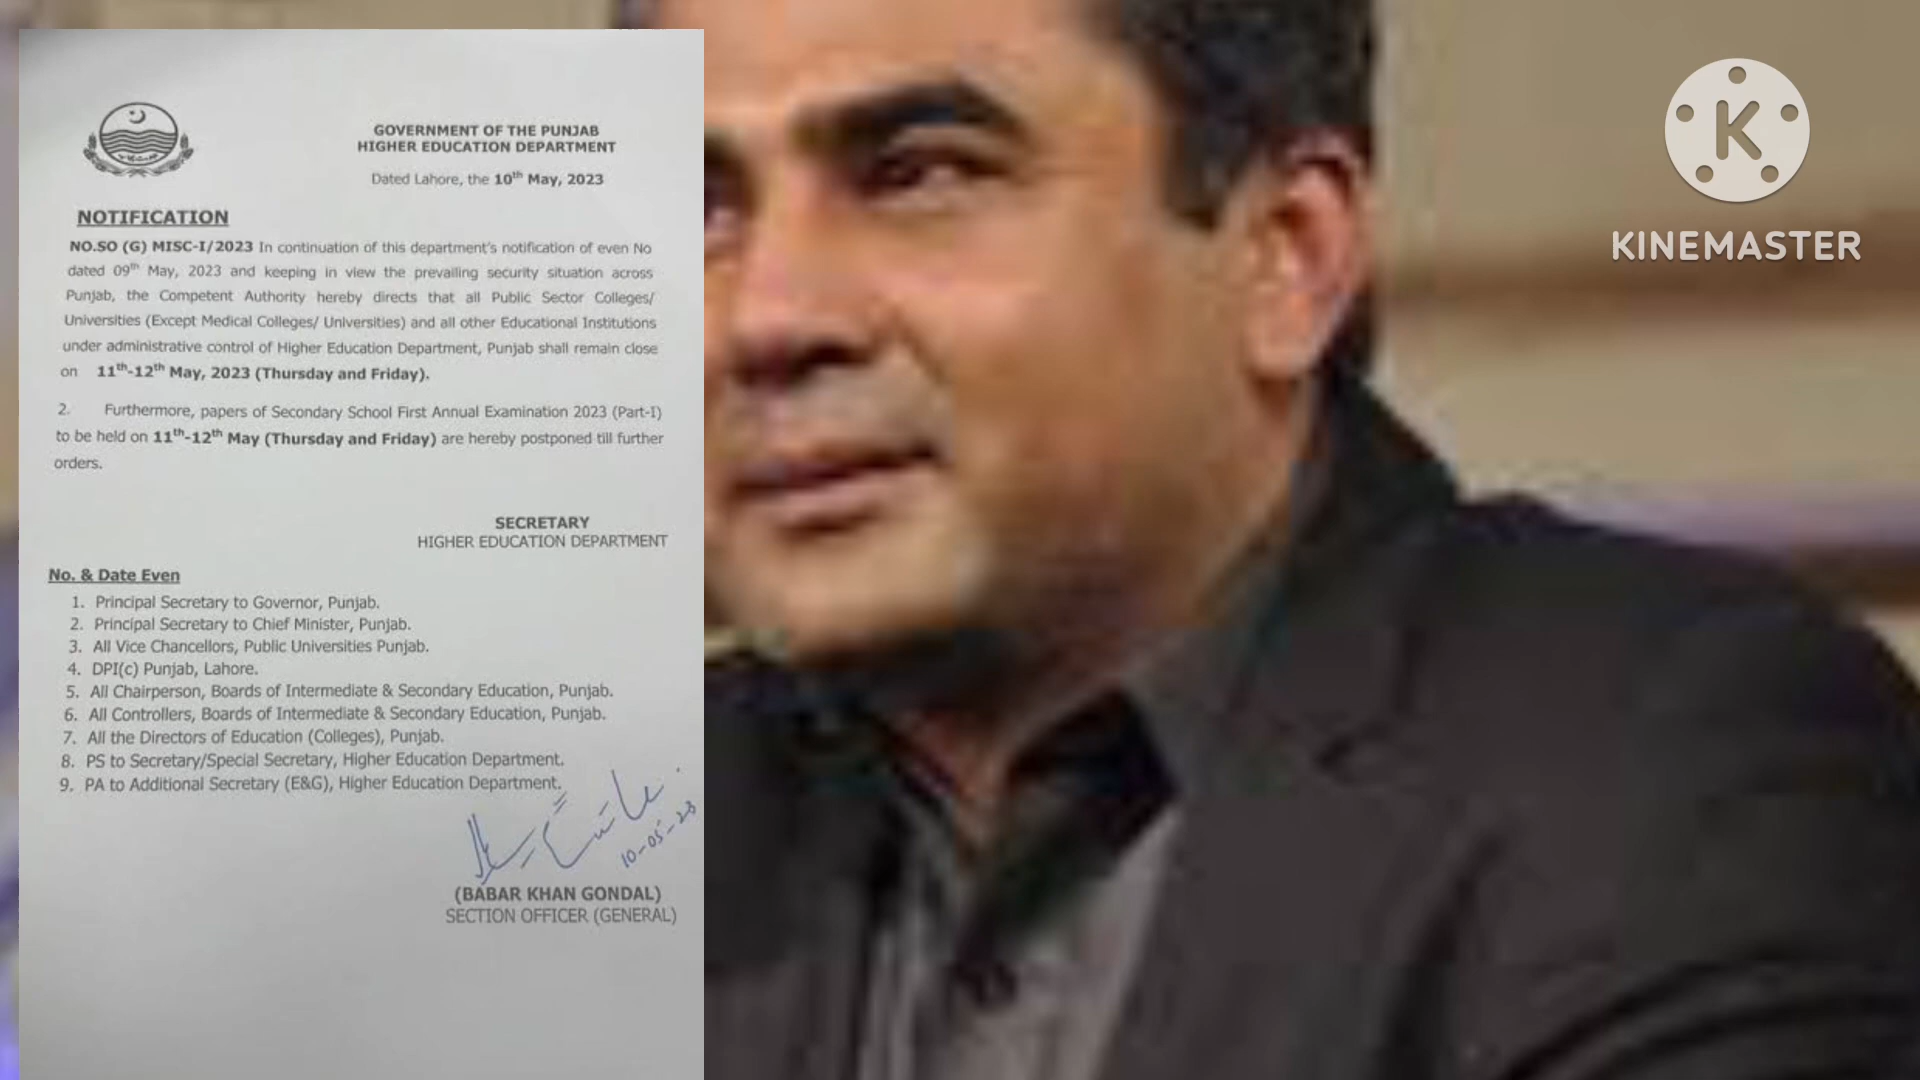 GOVERNMENT OF THE PUNJAB
HIGHER EDUCATION DEPARTMENT
Dated Lahore, the 10th May, 2023
NOTIFICATION
NO.SO (G) MISC-I/2023 In continuation of this department's notification of even No
dated 09th May, 2023 and keeping in view the prevailing security situation across
Punjab, the Competent Authority hereby directs that all Public Sector Colleges/
Universities (Except Medical Colleges/ Universities) and all other Educational Institutions
under administrative control of Higher Education Department, Punjab shall remain close
on 11th-12th May, 2023 (Thursday and Friday).
2. Furthermore, papers of Secondary School First Annual Examination 2023 (Part-I)
to be held on 11th-12th May (Thursday and Friday) are hereby postponed till further
orders.
SECRETARY
HIGHER EDUCATION DEPARTMENT
No. & Date Even
1. Principal Secretary to Governor, Punjab.
2. Principal Secretary to Chief Minister, Punjab.
3. All Vice Chancellors, Public Universities Punjab.
4. DPI(c) Punjab, Lahore.
5. All Chairperson, Boards of Intermediate & Secondary Education, Punjab.
6. All Controllers, Boards of Intermediate & Secondary Education, Punjab.
7. All the Directors of Education (Colleges), Punjab.
8. PS to Secretary/Special Secretary, Higher Education Department.
9. PA to Additional Secretary (E&G), Higher Education Department.
10-05-23
(BABAR KHAN GONDAL)
SECTION OFFICER (GENERAL)
K
KINEMASTER